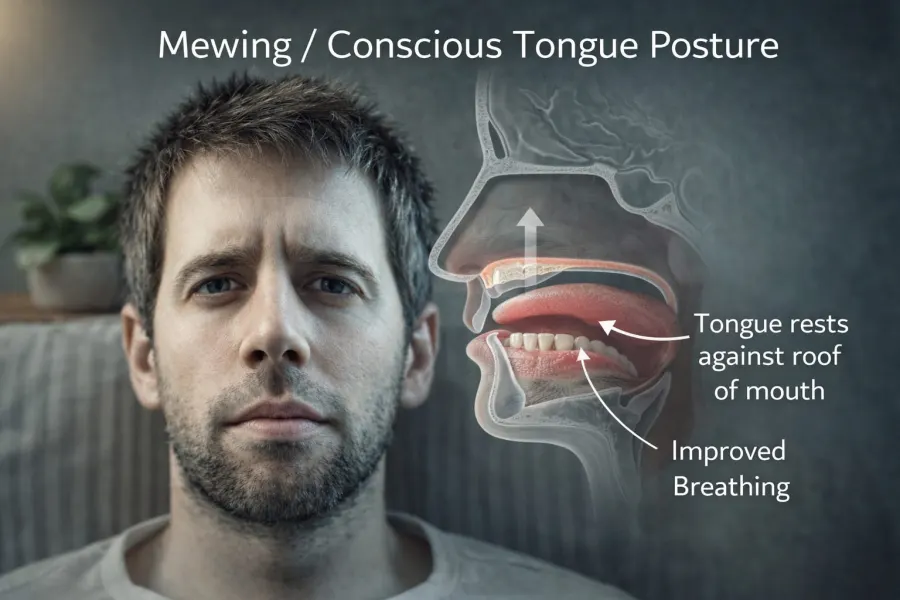 Mewing / Conscious Tongue Posture
Tongue rests
against roof
of mouth
Improved
Breathing